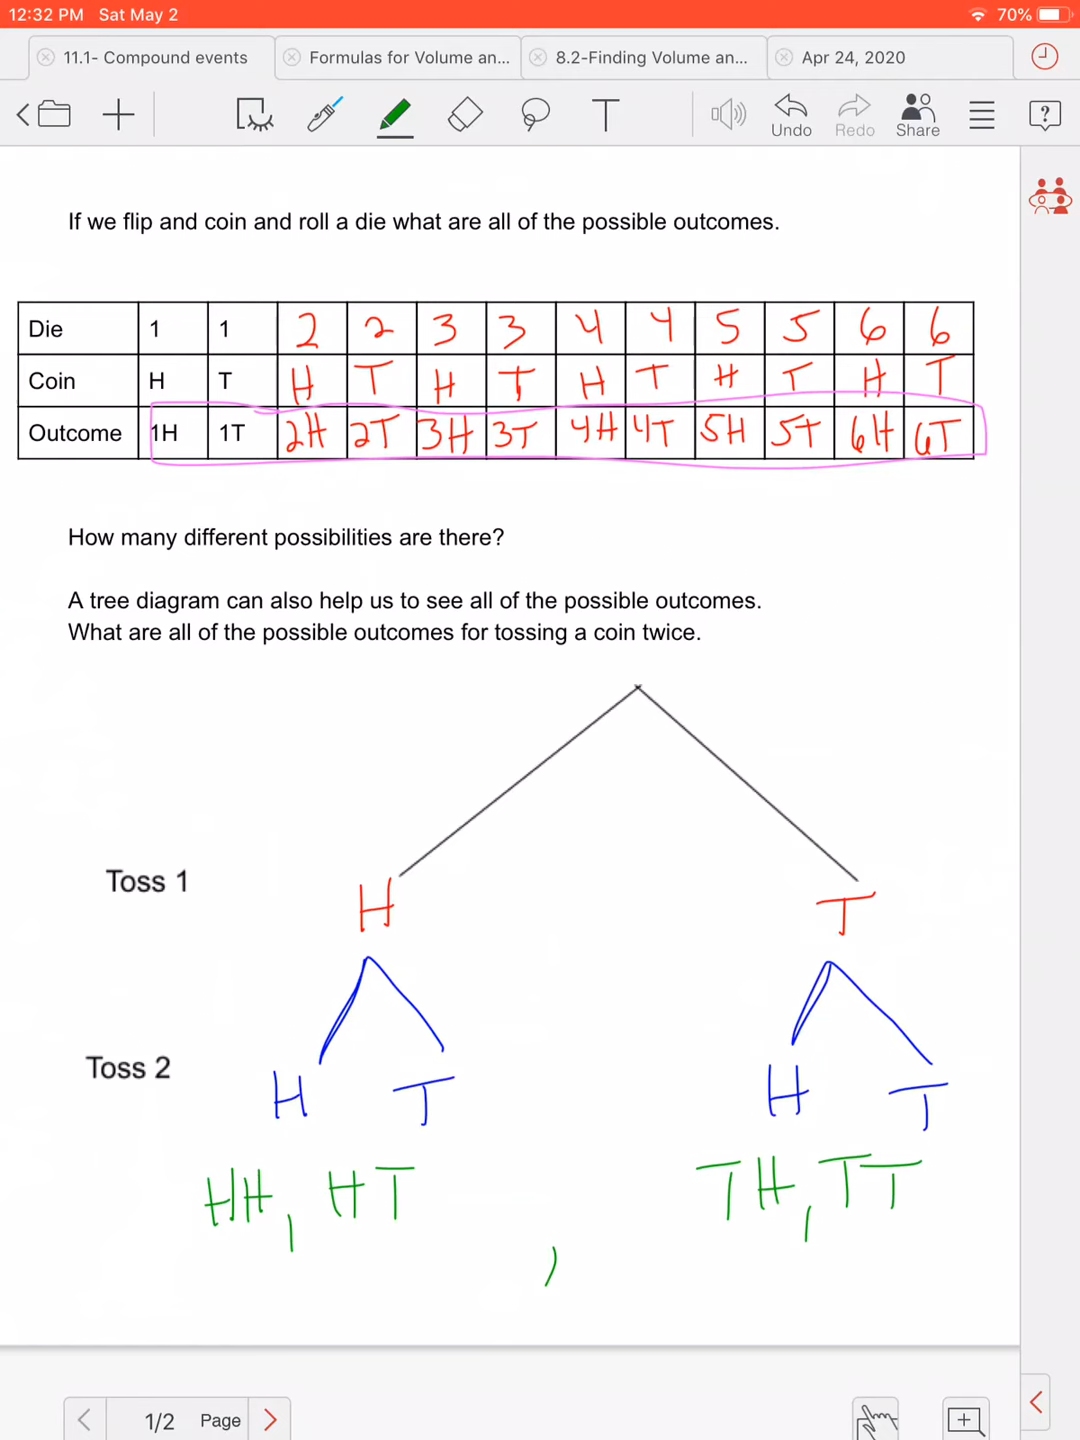 12:32 PM Sat May 2 70%
11.1- Compound events Formulas for Volume an... 8.2-Finding Volume an... Apr 24, 2020
T Undo Redo Share ?
If we flip and coin and roll a die what are all of the possible outcomes.
Die 1 1 2 2 3 3 4 4 5 5 6 6
Coin H T H T H T H T H T H T
Outcome 1H 1T 2H 2T 3H 3T 4H 4T 5H 5T 6H 6T
How many different possibilities are there?
A tree diagram can also help us to see all of the possible outcomes.
What are all of the possible outcomes for tossing a coin twice.
Toss 1 H T
Toss 2 H T H T
HH, HT , TH, TT
1/2 Page